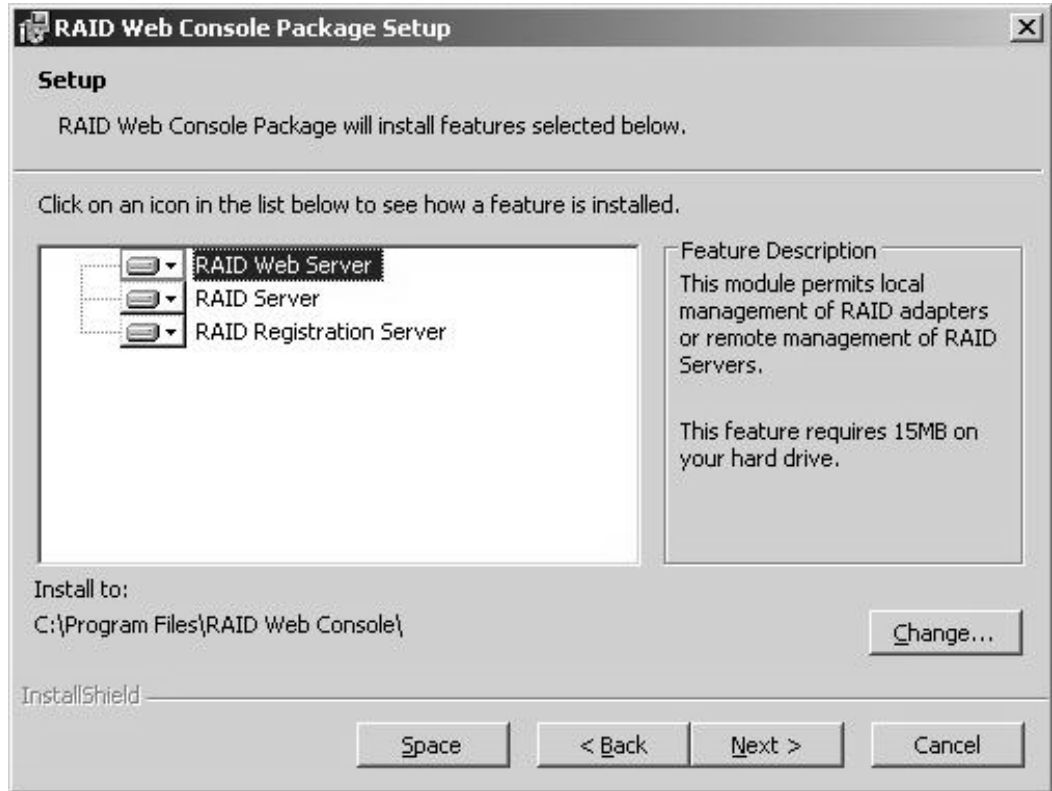 RAID Web Console Package Setup
Setup
RAID Web Console Package will install features selected below.
Click on an icon in the list below to see how a feature is installed.
RAID Web Server
RAID Server
RAID Registration Server
Feature Description
This module permits local
management of RAID adapters
or remote management of RAID
Servers.
This feature requires 15MB on
your hard drive.
Install to:
C:\Program Files\RAID Web Console\
Change...
InstallShield
Space
< Back
Next >
Cancel